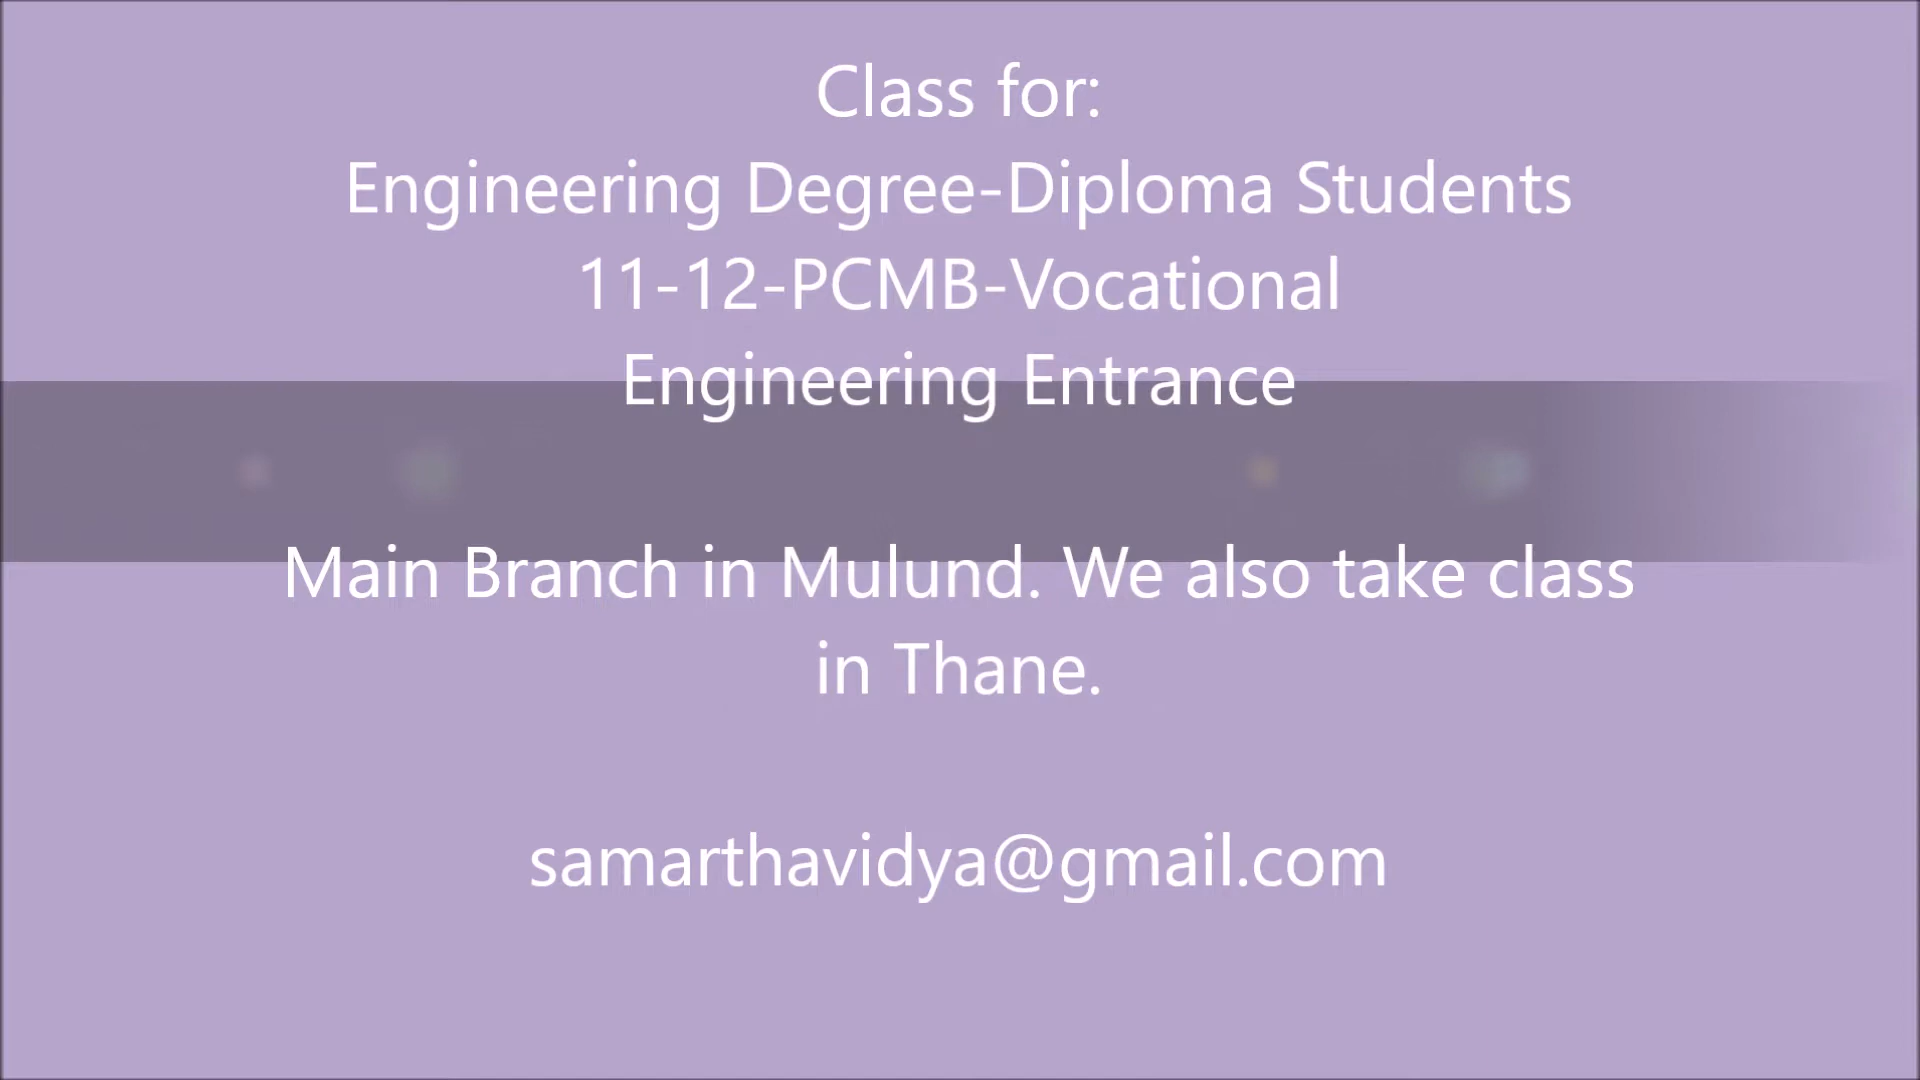 Class for:
Engineering Degree-Diploma Students
11-12-PCMB-Vocational
Engineering Entrance
Main Branch in Mulund. We also take class
in Thane.
samarthavidya@gmail.com